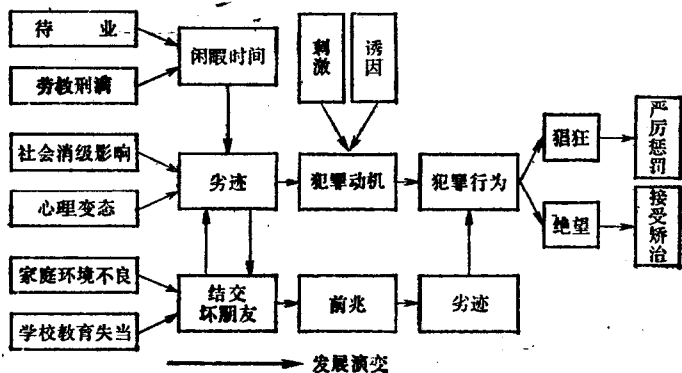 待业
闲暇时间
劳教刑满
刺激
诱因
社会消级影响
心理变态
劣迹
犯罪动机
犯罪行为
猖狂
严厉惩罚
绝望
接受矫治
家庭环境不良
学校教育失当
结交
坏朋友
前兆
劣迹
发展演变